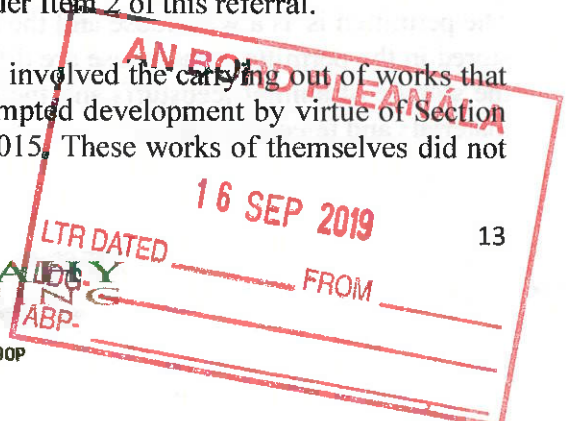 der Item 2 of this referral.
AN BORD PLEANÁLA
involved the carrying out of works that
mpted development by virtue of Section
015. These works of themselves did not
16 SEP 2019
13
LTR DATED FROM
ABP-